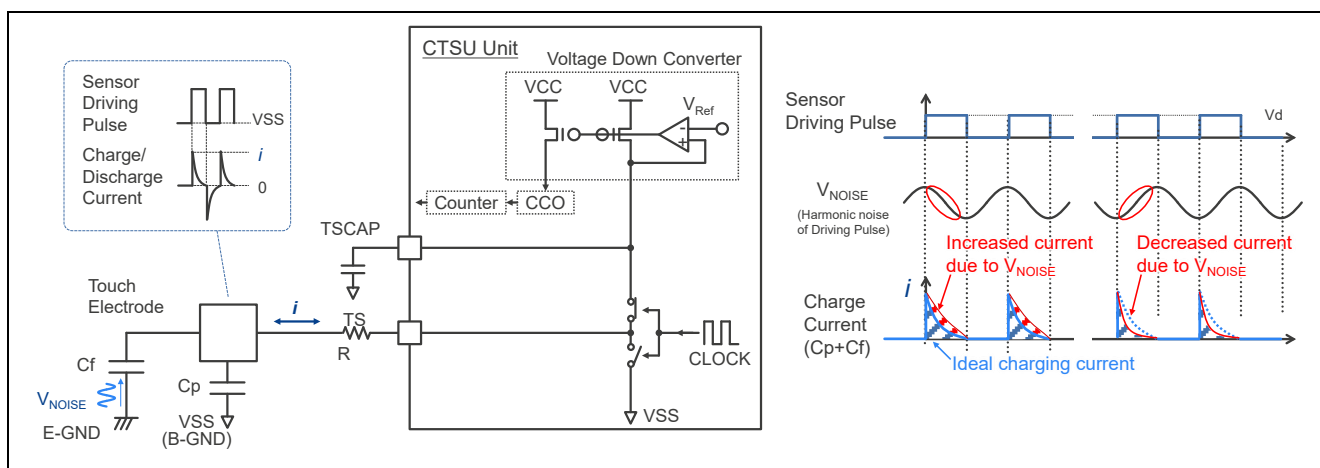 CTSU Unit
Voltage Down Converter
VCC
VCC
VRef
-
+
Counter
CCO
TSCAP
Sensor
Driving
Pulse
VSS
Charge/
Discharge
Current
i
0
Touch
Electrode
i
TS
R
CLOCK
Cf
Cp
VNOISE
VSS
(B-GND)
E-GND
VSS
Sensor
Driving Pulse
Vd
VNOISE
(Harmonic noise
of Driving Pulse)
Increased current
due to VNOISE
Decreased current
due to VNOISE
i
Charge
Current
(Cp+Cf)
Ideal charging current